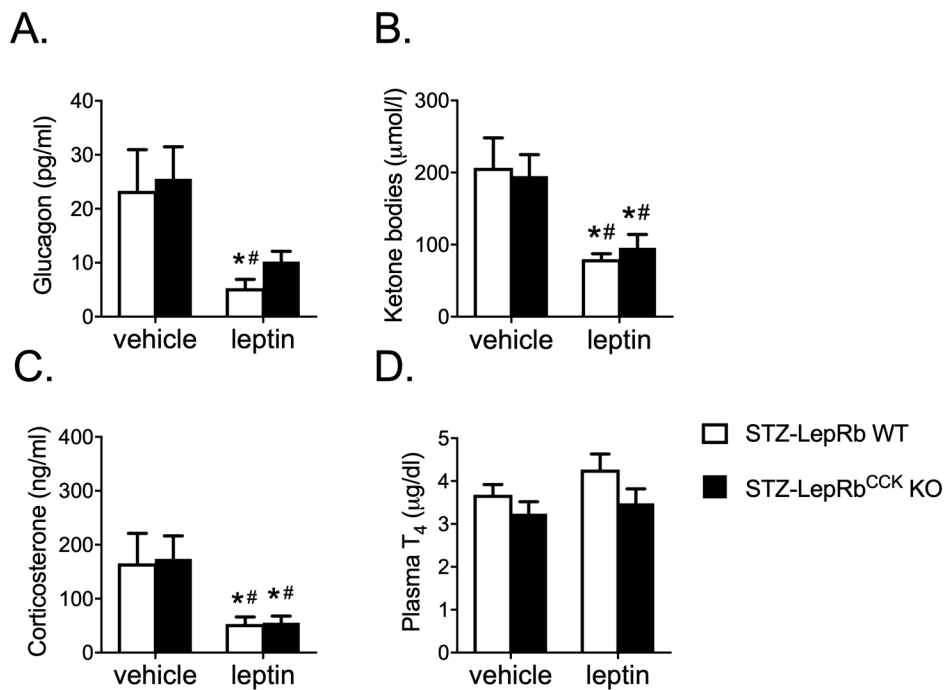 A.
Glucagon (pg/ml)
40
30
20
10
0
*#
vehicle leptin
B.
Ketone bodies (μmol/l)
300
200
100
0
*# *#
vehicle leptin
C.
Corticosterone (ng/ml)
400
300
200
100
0
*# *#
vehicle leptin
D.
Plasma T4 (μg/dl)
5
4
3
2
1
0
vehicle leptin
STZ-LepRb WT
STZ-LepRbCCK KO